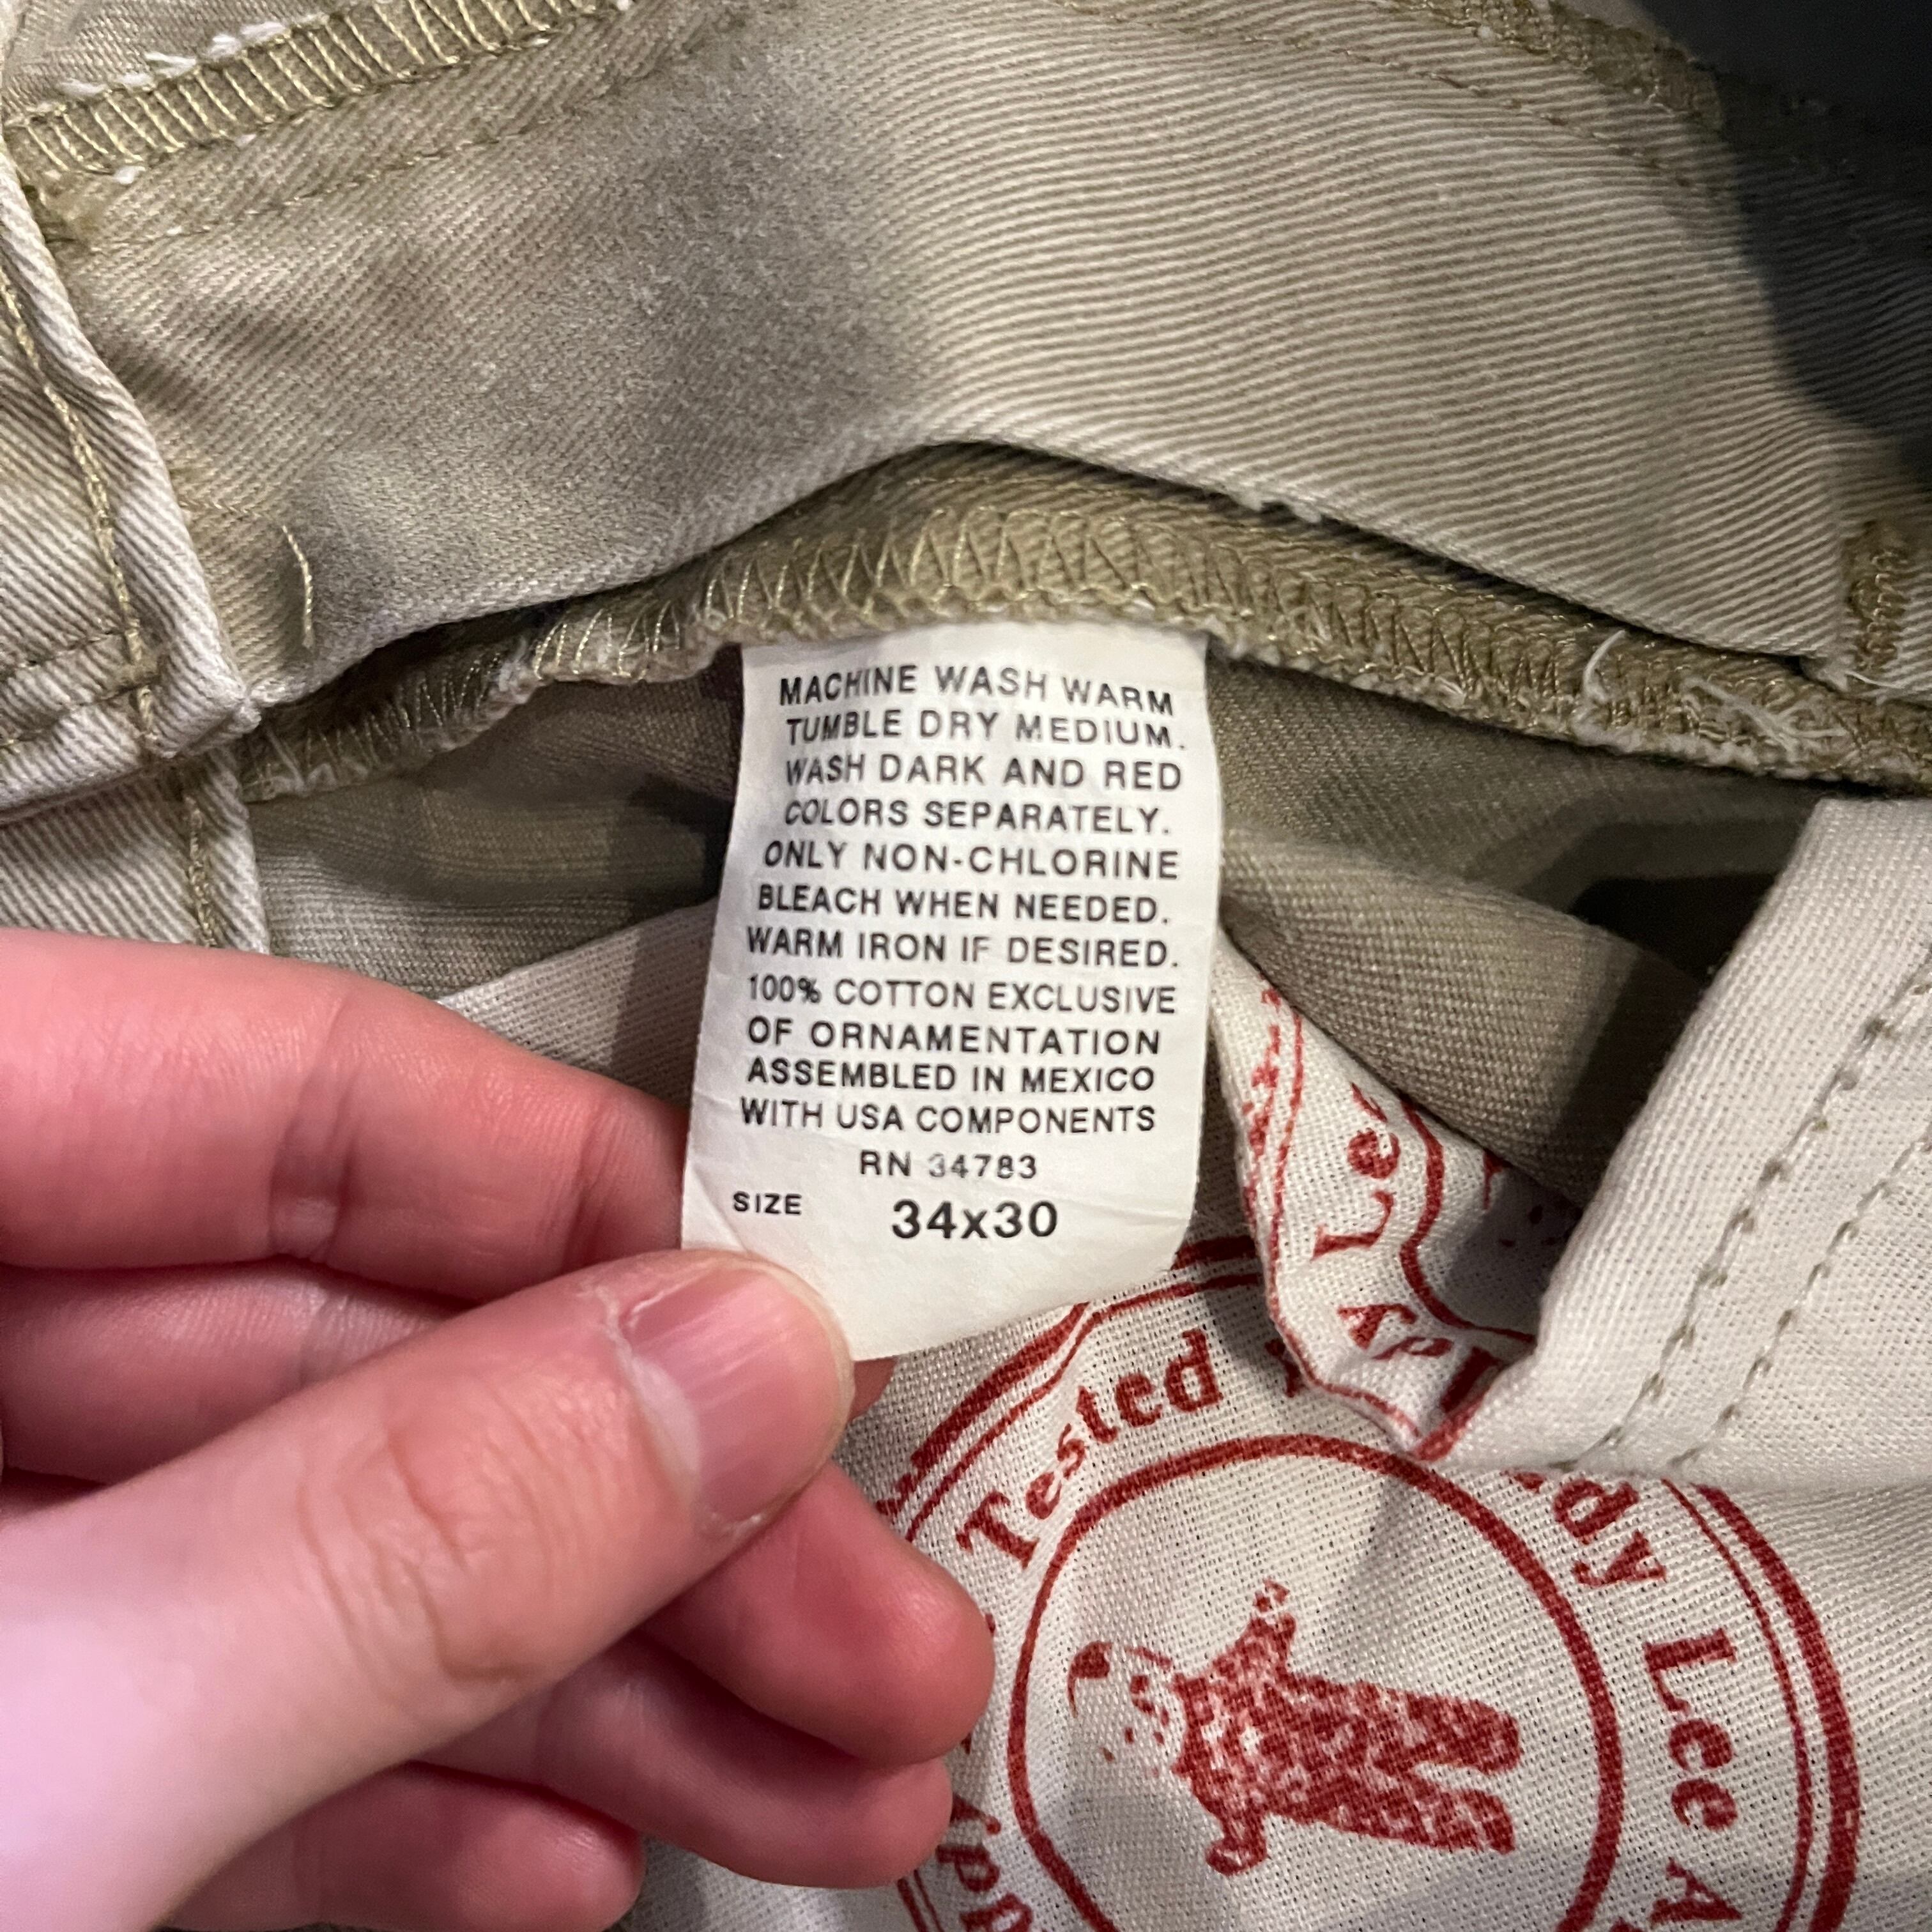 MACHINE WASH WARM
TUMBLE DRY MEDIUM.
WASH DARK AND RED
COLORS SEPARATELY.
ONLY NON-CHLORINE
BLEACH WHEN NEEDED.
WARM IRON IF DESIRED.
100% COTTON EXCLUSIVE
OF ORNAMENTATION
ASSEMBLED IN MEXICO
WITH USA COMPONENTS
RN 34783
SIZE 34x30
Lee
Tested
Lee